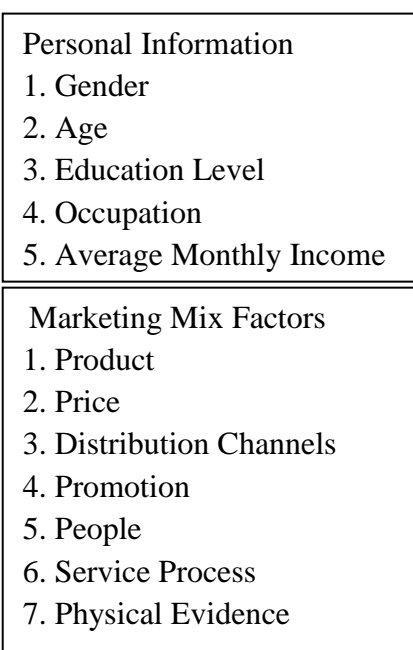 Personal Information
1. Gender
2. Age
3. Education Level
4. Occupation
5. Average Monthly Income
Marketing Mix Factors
1. Product
2. Price
3. Distribution Channels
4. Promotion
5. People
6. Service Process
7. Physical Evidence